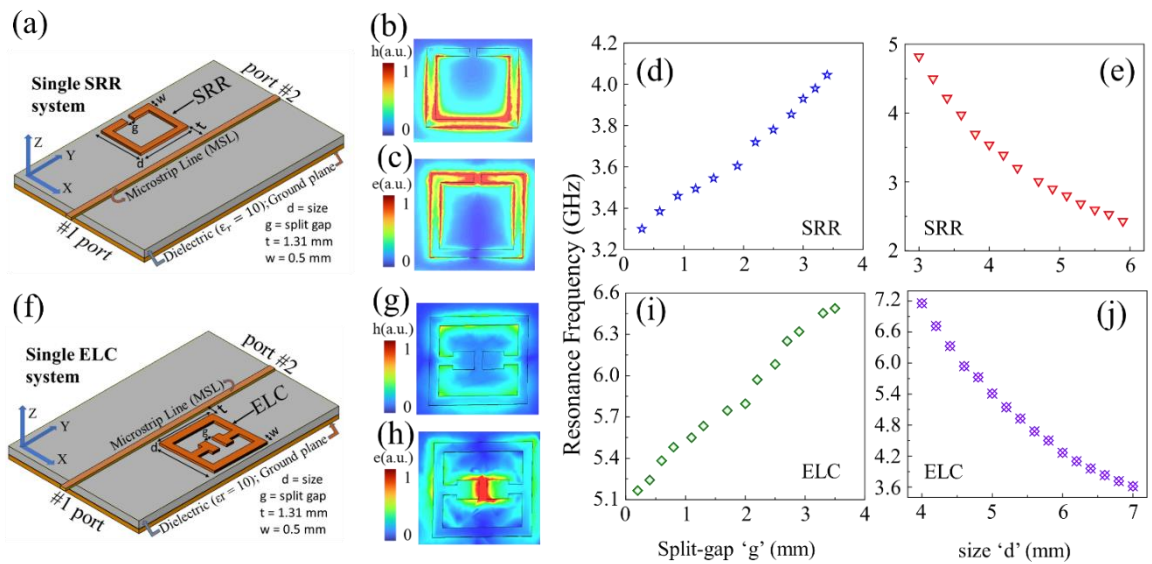 (a)
Single SRR
system
port #2
SRR
w
g
t
d
Microstrip Line (MSL)
Z
Y
X
#1 port
Dielectric (εr = 10); Ground plane
d = size
g = split gap
t = 1.31 mm
w = 0.5 mm
(b)
h(a.u.)
1
0
(c)
e(a.u.)
1
0
(d)
4.2
4.0
3.8
3.6
3.4
3.2
0 1 2 3 4
SRR
(e)
5
4
3
2
3 4 5 6
SRR
Resonance Frequency (GHz)
(f)
Single ELC
system
port #2
Microstrip Line (MSL)
t
ELC
d
g
w
Z
Y
X
#1 port
Dielectric (εr = 10); Ground plane
d = size
g = split gap
t = 1.31 mm
w = 0.5 mm
(g)
h(a.u.)
1
0
(h)
e(a.u.)
1
0
(i)
6.6
6.3
6.0
5.7
5.4
5.1
0 1 2 3 4
ELC
Split-gap ‘g’ (mm)
(j)
7.2
6.6
6.0
5.4
4.8
4.2
3.6
4 5 6 7
ELC
size ‘d’ (mm)